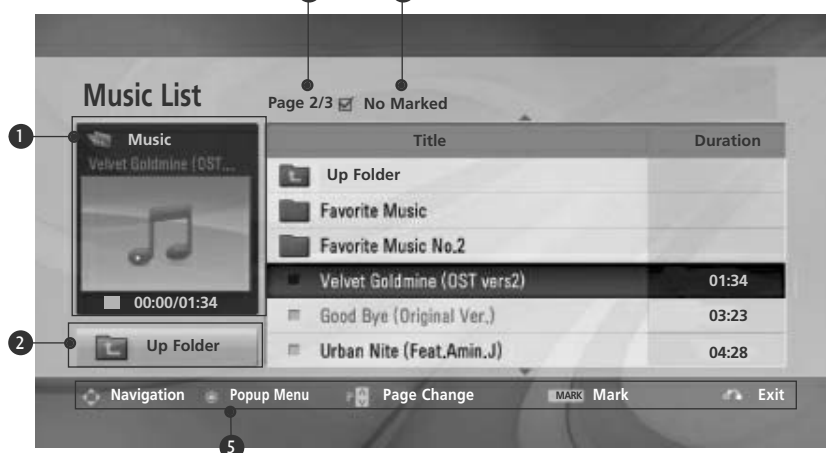 Music List
Page 2/3 No Marked
1
Music
Velvet Goldmine (OST...
00:00/01:34
2
Up Folder
Title Duration
Up Folder
Favorite Music
Favorite Music No.2
Velvet Goldmine (OST vers2) 01:34
Good Bye (Original Ver.) 03:23
Urban Nite (Feat.Amin.J) 04:28
Navigation Popup Menu P Page Change MARK Mark Exit
5